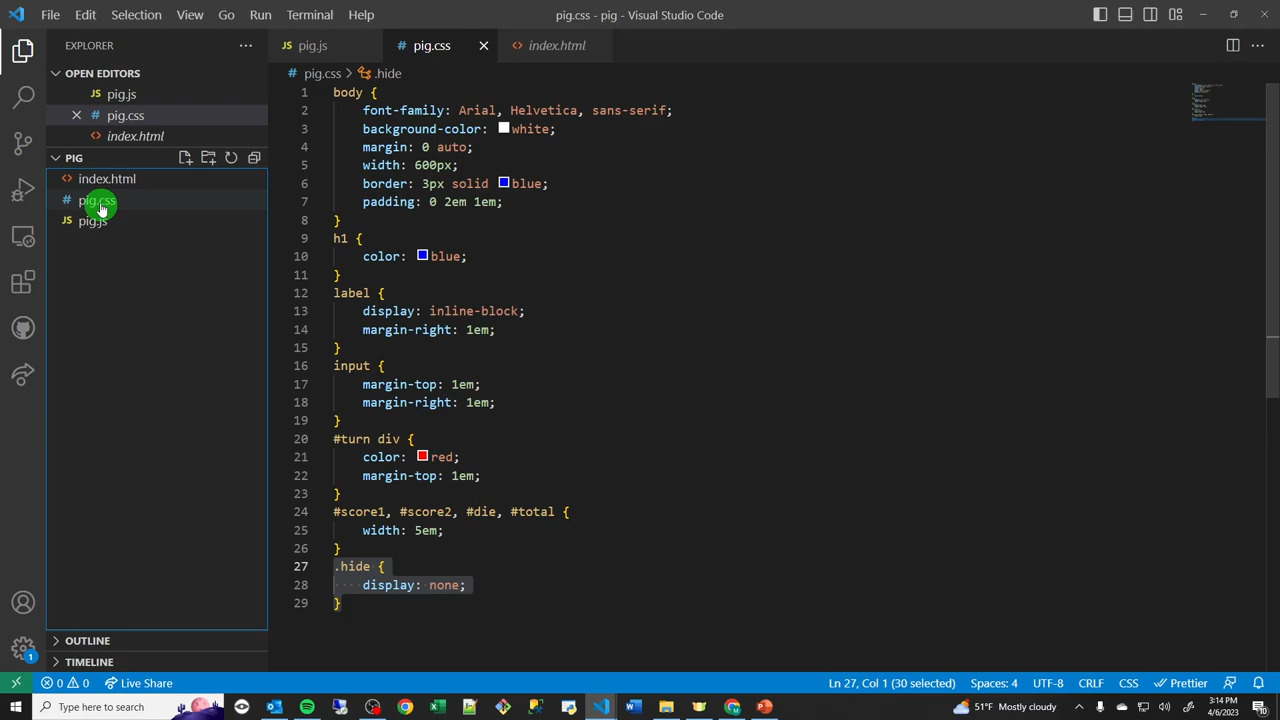 File Edit Selection View Go Run Terminal Help
pig.css - pig - Visual Studio Code
EXPLORER
OPEN EDITORS
JS pig.js
# pig.css
<> index.html
PIG
<> index.html
# pig.css
JS pig.js
OUTLINE
TIMELINE
JS pig.js
# pig.css
<> index.html
# pig.css > .hide
1 body {
2 font-family: Arial, Helvetica, sans-serif;
3 background-color: white;
4 margin: 0 auto;
5 width: 600px;
6 border: 3px solid blue;
7 padding: 0 2em 1em;
8 }
9 h1 {
10 color: blue;
11 }
12 label {
13 display: inline-block;
14 margin-right: 1em;
15 }
16 input {
17 margin-top: 1em;
18 margin-right: 1em;
19 }
20 #turn div {
21 color: red;
22 margin-top: 1em;
23 }
24 #score1, #score2, #die, #total {
25 width: 5em;
26 }
27 .hide {
28 display: none;
29 }
1
0 0 Live Share
Ln 27, Col 1 (30 selected) Spaces: 4 UTF-8 CRLF CSS Prettier
Type here to search
51°F Mostly cloudy
3:14 PM
4/6/2023